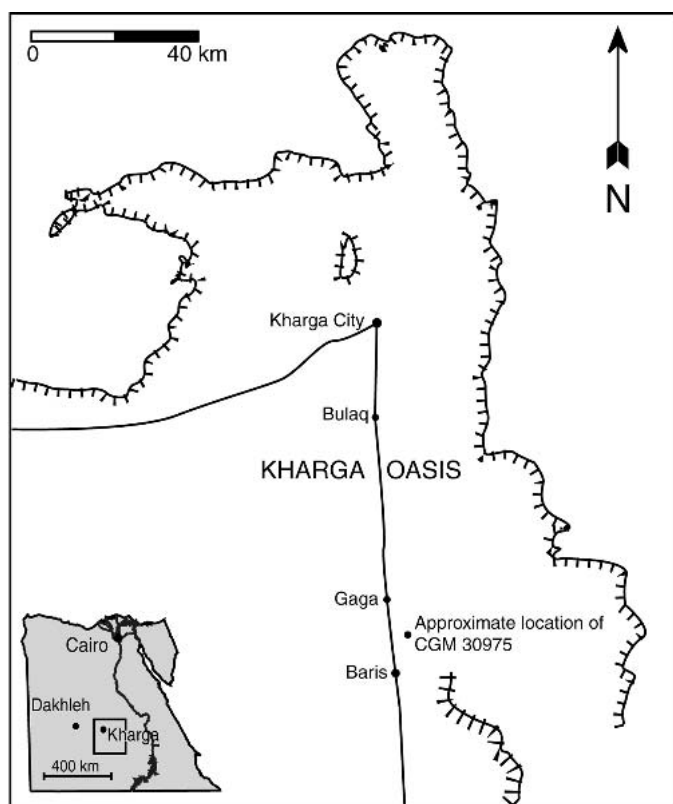 0 40 km
N
Kharga City
Bulaq
KHARGA OASIS
Gaga
Approximate location of
CGM 30975
Baris
Cairo
Dakhleh
Kharga
400 km